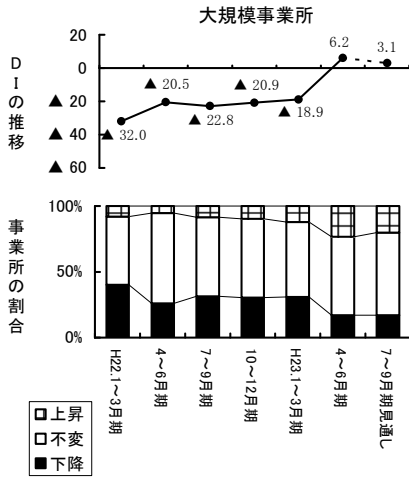 大規模事業所
DIの推移
20
0
▲ 20
▲ 40
▲ 60
▲ 32.0
▲ 20.5
▲ 22.8
▲ 20.9
▲ 18.9
6.2
3.1
事業所の割合
100%
50%
0%
H22.1～3月期
4～6月期
7～9月期
10～12月期
H23.1～3月期
4～6月期
7～9月期見通し
上昇
不変
下降